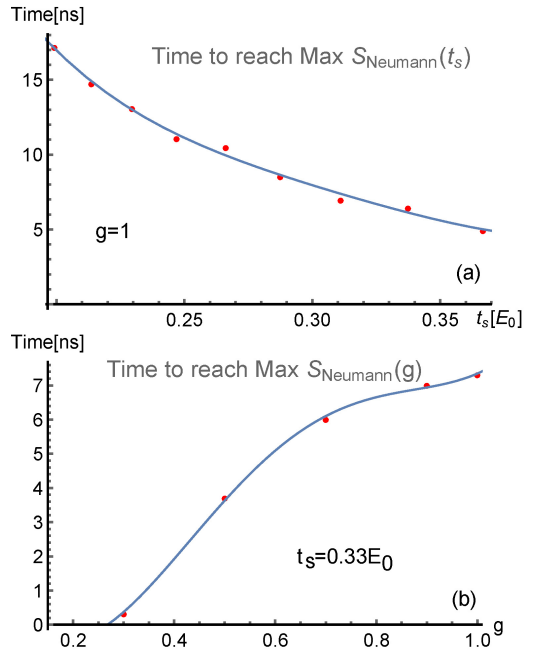 Time[ns]
Time to reach Max S_Neumann(t_s)
15
10
5
g=1
(a)
0.25 0.30 0.35 t_s[E_0]
Time[ns]
Time to reach Max S_Neumann(g)
7
6
5
4
3
2
1
0
t_s=0.33E_0
(b)
0.2 0.4 0.6 0.8 1.0 g